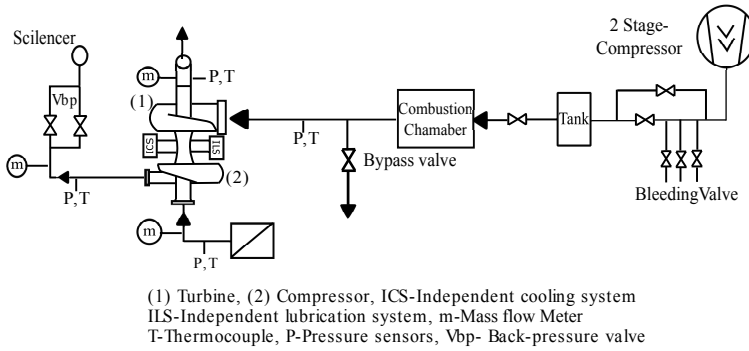 Scilencer
Vbp
m
P,T
m
P,T
(1)
ICS
ILS
(2)
m
P,T
P,T
Bypass valve
Combustion
Chamaber
Tank
2 Stage-
Compressor
BleedingValve
(1) Turbine, (2) Compressor, ICS-Independent cooling system
ILS-Independent lubrication system, m-Mass flow Meter
T-Thermocouple, P-Pressure sensors, Vbp- Back-pressure valve